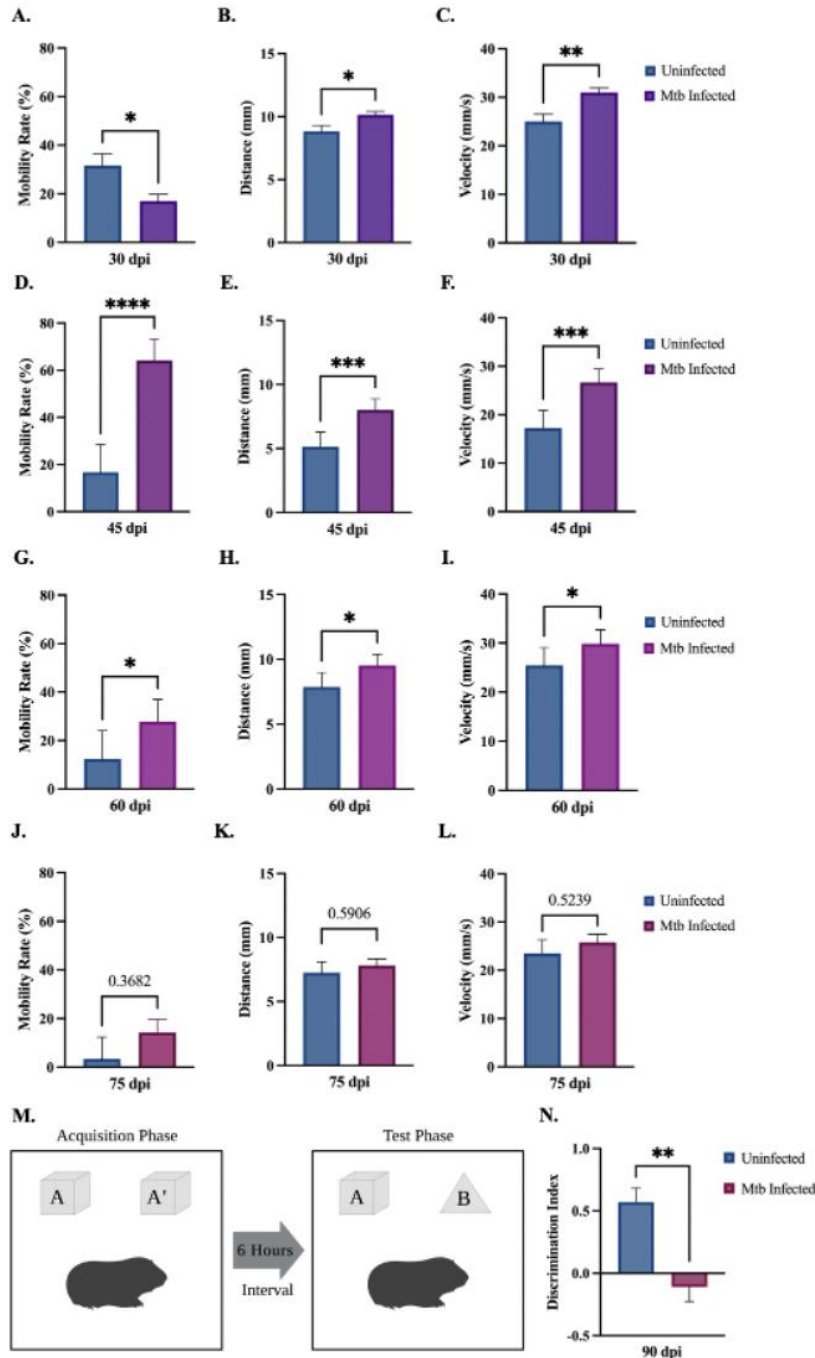 A.
Mobility Rate (%)
80
60
40
20
0
*
30 dpi
B.
Distance (mm)
15
10
5
0
*
30 dpi
C.
Velocity (mm/s)
40
30
20
10
0
**
30 dpi
Uninfected
Mtb Infected
D.
Mobility Rate (%)
80
60
40
20
0
****
45 dpi
E.
Distance (mm)
15
10
5
0
***
45 dpi
F.
Velocity (mm/s)
40
30
20
10
0
***
45 dpi
Uninfected
Mtb Infected
G.
Mobility Rate (%)
80
60
40
20
0
*
60 dpi
H.
Distance (mm)
15
10
5
0
*
60 dpi
I.
Velocity (mm/s)
40
30
20
10
0
*
60 dpi
Uninfected
Mtb Infected
J.
Mobility Rate (%)
80
60
40
20
0
0.3682
75 dpi
K.
Distance (mm)
15
10
5
0
0.5906
75 dpi
L.
Velocity (mm/s)
40
30
20
10
0
0.5239
75 dpi
Uninfected
Mtb Infected
M.
Acquisition Phase
A
A'
6 Hours
Interval
Test Phase
A
B
N.
Discrimination Index
1.0
0.5
0.0
-0.5
**
90 dpi
Uninfected
Mtb Infected